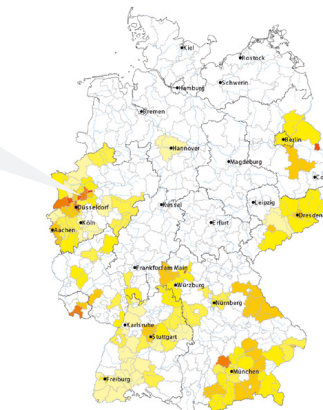 Kiel
Rostock
Schwerin
Hamburg
Bremen
Berlin
Hannover
Magdeburg
Co
Düsseldorf
Kassel
Leipzig
Dresden
Köln
Erfurt
Aachen
Frankfurt am Main
Würzburg
Nürnberg
Karlsruhe
Stuttgart
München
Freiburg